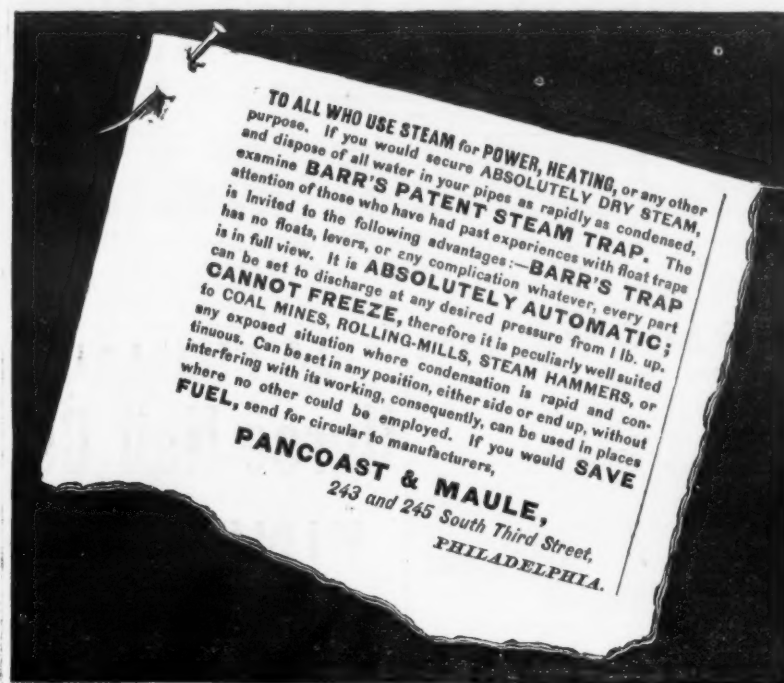 TO ALL WHO USE STEAM for POWER, HEATING, or any other
purpose. If you would secure ABSOLUTELY DRY STEAM,
and dispose of all water in your pipes as rapidly as condensed,
examine BARR'S PATENT STEAM TRAP. The
attention of those who have had past experiences with float traps
is Invited to the following advantages:—BARR'S TRAP
has no floats, levers, or any complication whatever, every part
is in full view. It is ABSOLUTELY AUTOMATIC;
can be set to discharge at any desired pressure from 1 lb. up.
CANNOT FREEZE, therefore it is peculiarly well suited
to COAL MINES, ROLLING-MILLS, STEAM HAMMERS, or
any exposed situation where condensation is rapid and con-
tinuous. Can be set in any position, either side or end up, without
interfering with its working, consequently, can be used in places
where no other could be employed. If you would SAVE
FUEL, send for circular to manufacturers,
PANCOAST & MAULE,
243 and 245 South Third Street,
PHILADELPHIA.